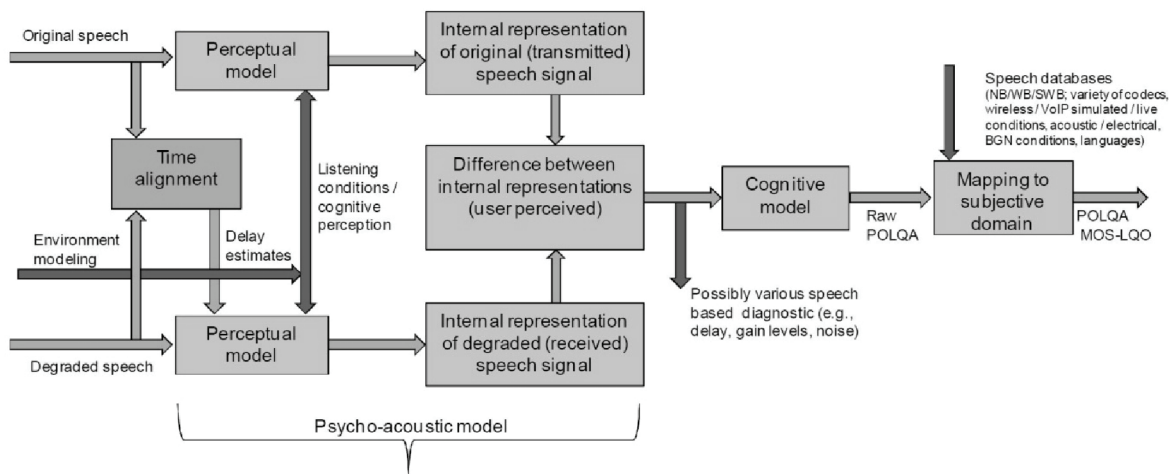 Original speech
Perceptual
model
Internal representation
of original (transmitted)
speech signal
Speech databases
(NB/WB/SWB; variety of codecs,
wireless / VoIP simulated / live
conditions, acoustic / electrical,
BGN conditions, languages)
Time
alignment
Listening
conditions /
cognitive
perception
Difference between
internal representations
(user perceived)
Cognitive
model
Raw
POLQA
Mapping to
subjective
domain
POLQA
MOS-LQO
Environment
modeling
Delay
estimates
Possibly various speech
based diagnostic (e.g.,
delay, gain levels, noise)
Degraded speech
Perceptual
model
Internal representation
of degraded (received)
speech signal
Psycho-acoustic model